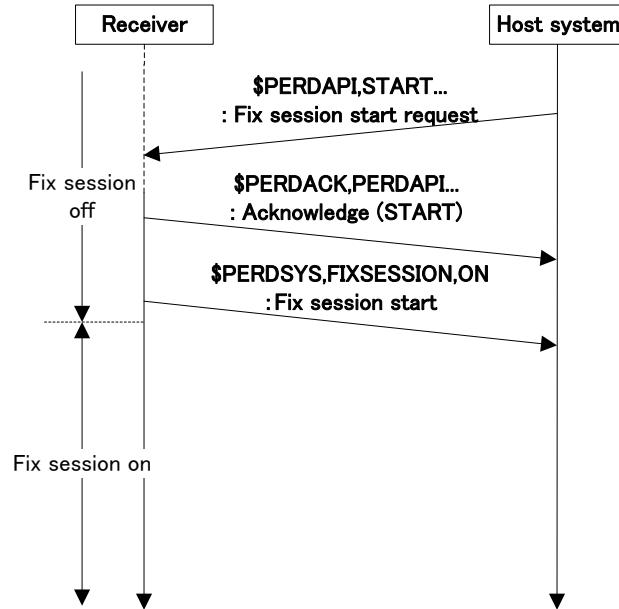 Receiver
Host system
$PERDAPI,START...
: Fix session start request
Fix session
off
$PERDACK,PERDAPI...
: Acknowledge (START)
$PERDSYS,FIXSESSION,ON
:Fix session start
Fix session on